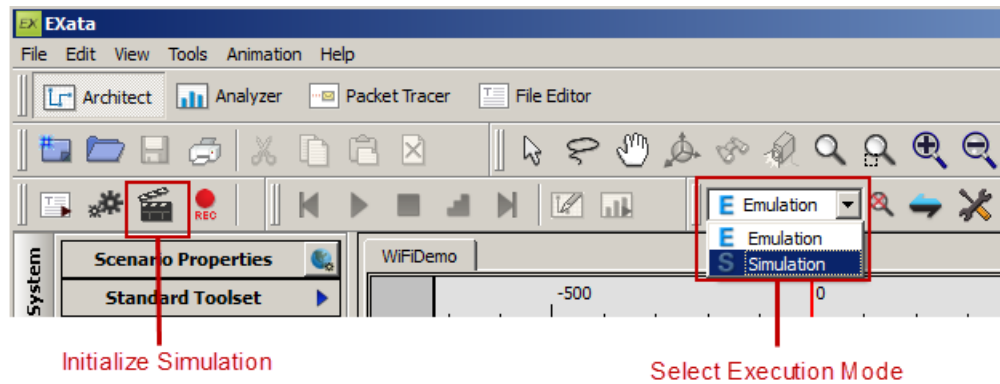 EX EXata
File Edit View Tools Animation Help
Architect Analyzer Packet Tracer File Editor
REC
E Emulation
E Emulation
S Simulation
System
Scenario Properties
WiFiDemo
Standard Toolset
-500 0
Initialize Simulation
Select Execution Mode